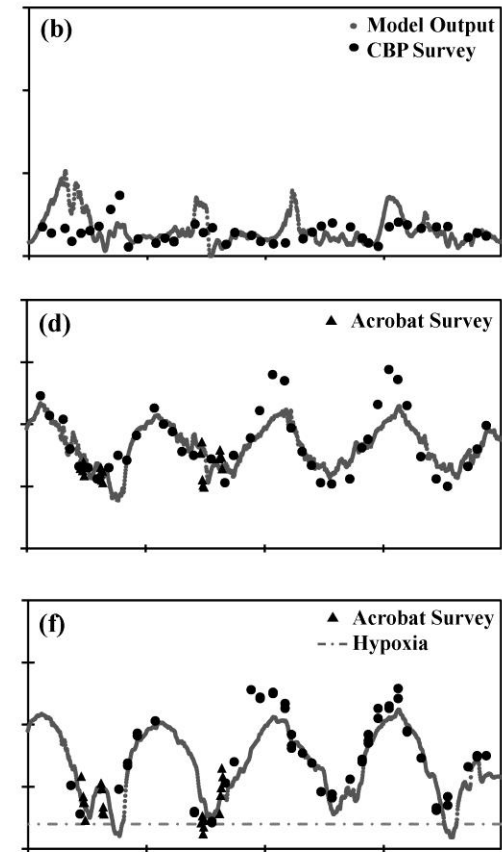 (b)
Model Output
CBP Survey
(d)
Acrobat Survey
(f)
Acrobat Survey
Hypoxia